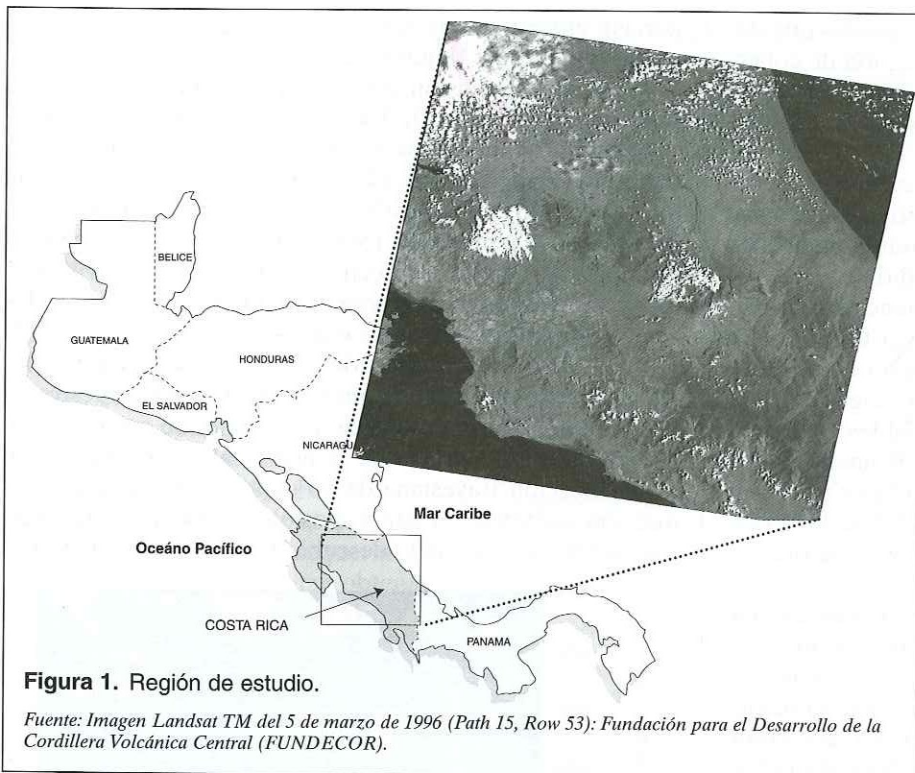 BELICE
GUATEMALA
HONDURAS
EL SALVADOR
NICARAGU
Mar Caribe
Océano Pacífico
COSTA RICA
PANAMA
Figura 1. Región de estudio.
Fuente: Imagen Landsat TM del 5 de marzo de 1996 (Path 15, Row 53): Fundación para el Desarrollo de la
Cordillera Volcánica Central (FUNDECOR).